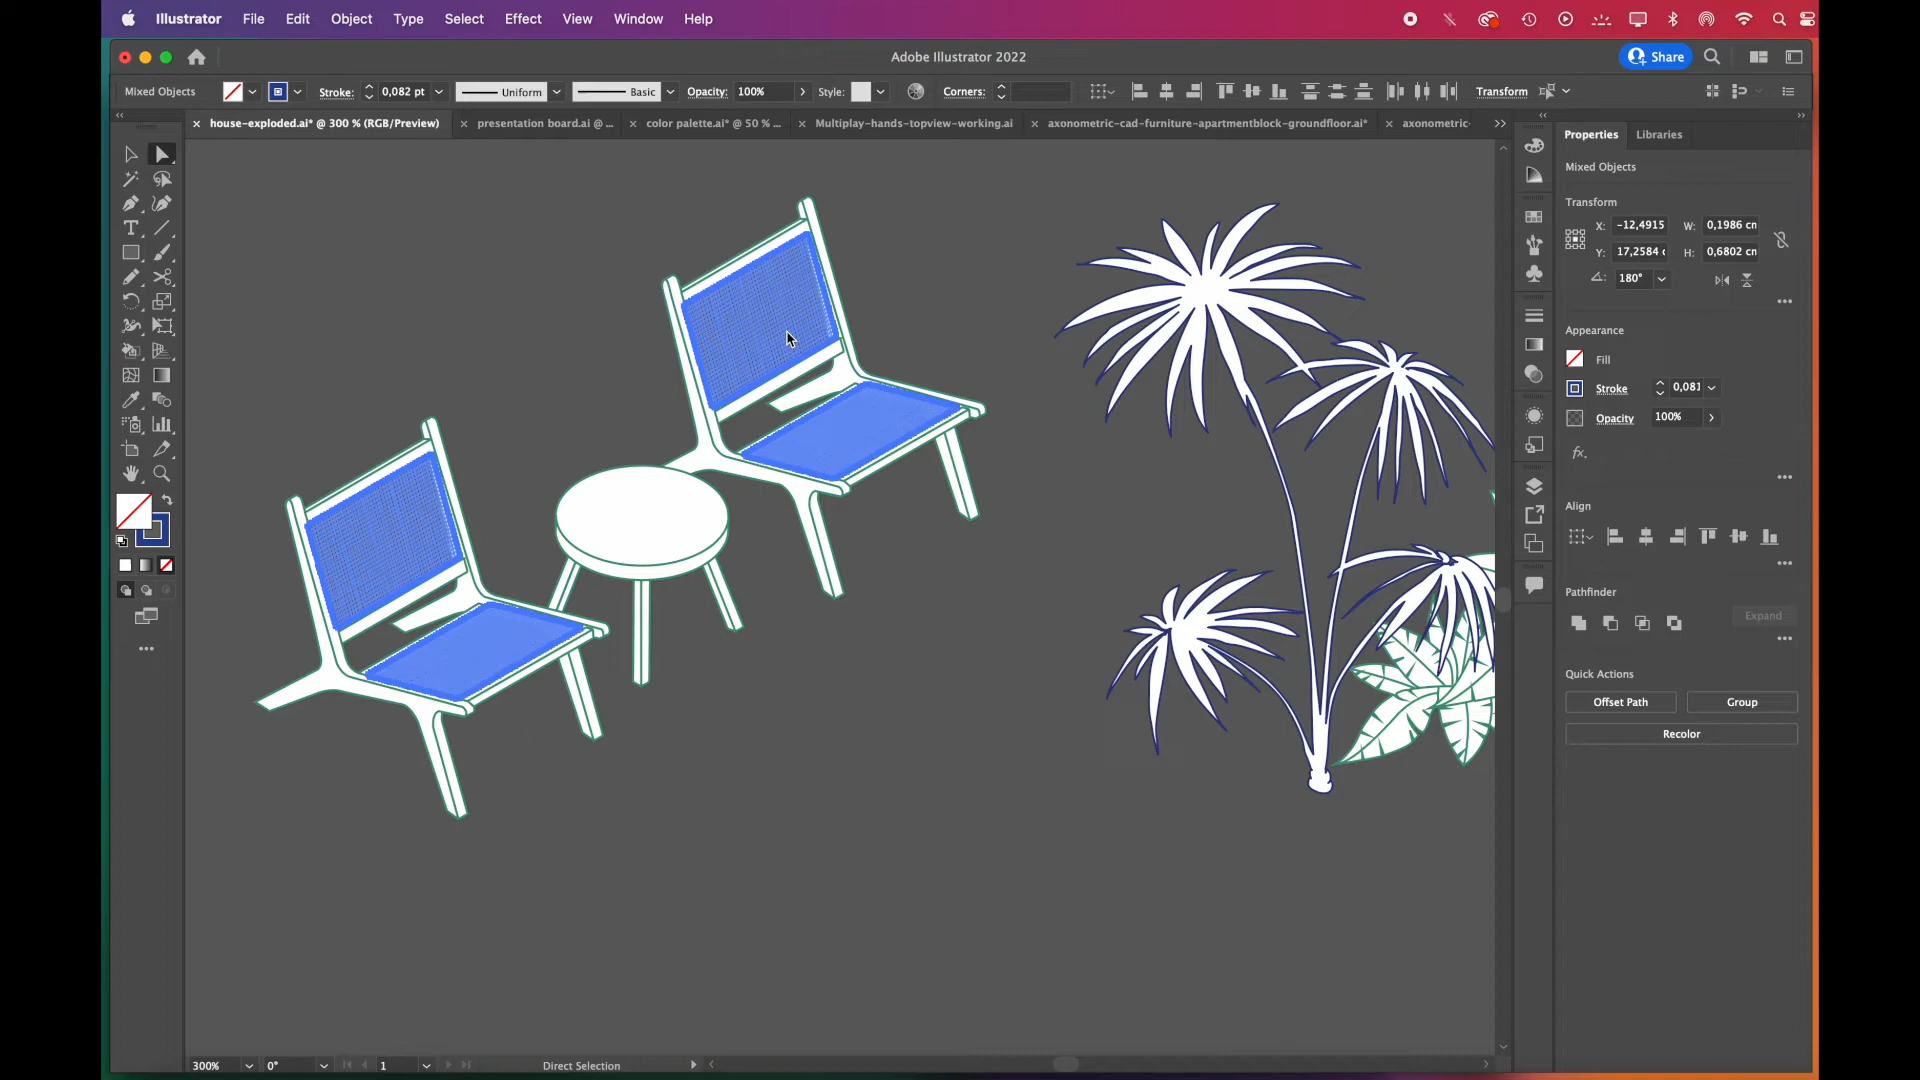 Illustrator File Edit Object Type Select Effect View Window Help
Adobe Illustrator 2022
Share
Mixed Objects Stroke: 0,082 pt Uniform Basic Opacity: 100% Style: Corners: Transform
house-exploded.ai* @ 300 % (RGB/Preview) presentation board.ai @ ... color palette.ai* @ 50 % ... Multiplay-hands-topview-working.ai axonometric-cad-furniture-apartmentblock-groundfloor.ai* axonometric-
Properties Libraries
Mixed Objects
Transform
X: -12,4915 W: 0,1986 cm
Y: 17,2584 H: 0,6802 cm
180°
Appearance
Fill
Stroke 0,081
Opacity 100%
fx.
Align
Pathfinder
Expand
Quick Actions
Offset Path Group
Recolor
300% 0° 1 Direct Selection